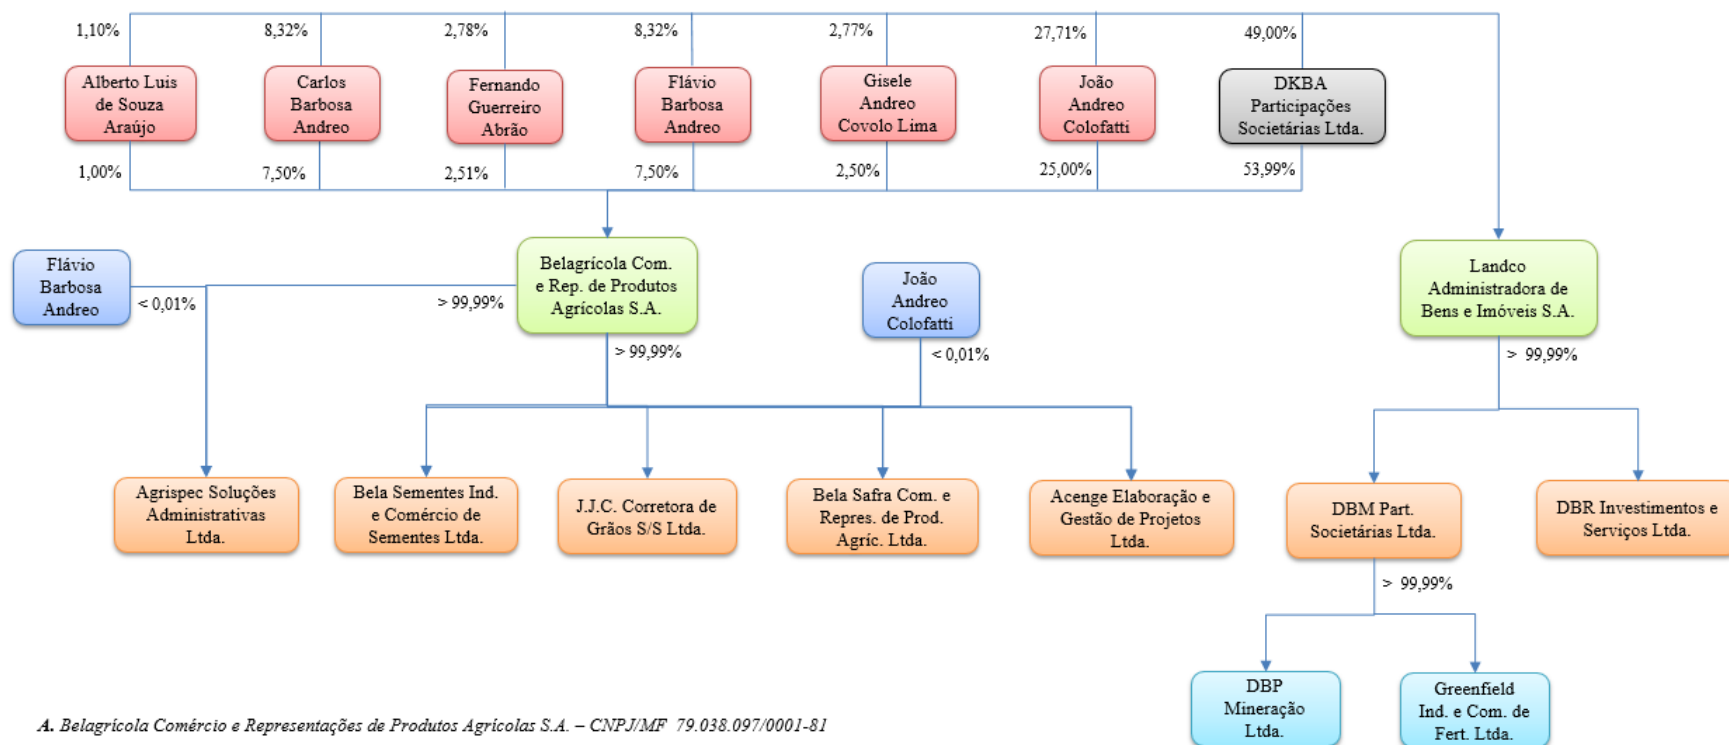 1,10%
8,32%
2,78%
8,32%
2,77%
27,71%
49,00%
Alberto Luis
de Souza
Araújo
Carlos
Barbosa
Andreo
Fernando
Guerreiro
Abrão
Flávio
Barbosa
Andreo
Gisele
Andreo
Covolo Lima
João
Andreo
Colofatti
DKBA
Participações
Societárias Ltda.
1,00%
7,50%
2,51%
7,50%
2,50%
25,00%
53,99%
Flávio
Barbosa
Andreo
< 0,01%
> 99,99%
Belagrícola Com.
e Rep. de Produtos
Agrícolas S.A.
> 99,99%
João
Andreo
Colofatti
< 0,01%
Landco
Administradora de
Bens e Imóveis S.A.
> 99,99%
Agrispec Soluções
Administrativas
Ltda.
Bela Sementes Ind.
e Comércio de
Sementes Ltda.
J.J.C. Corretora de
Grãos S/S Ltda.
Bela Safra Com. e
Repres. de Prod.
Agríc. Ltda.
Acenge Elaboração e
Gestão de Projetos
Ltda.
DBM Part.
Societárias Ltda.
DBR Investimentos e
Serviços Ltda.
> 99,99%
DBP
Mineração
Ltda.
Greenfield
Ind. e Com. de
Fert. Ltda.
A. Belagrícola Comércio e Representações de Produtos Agrícolas S.A. – CNPJ/MF 79.038.097/0001-81